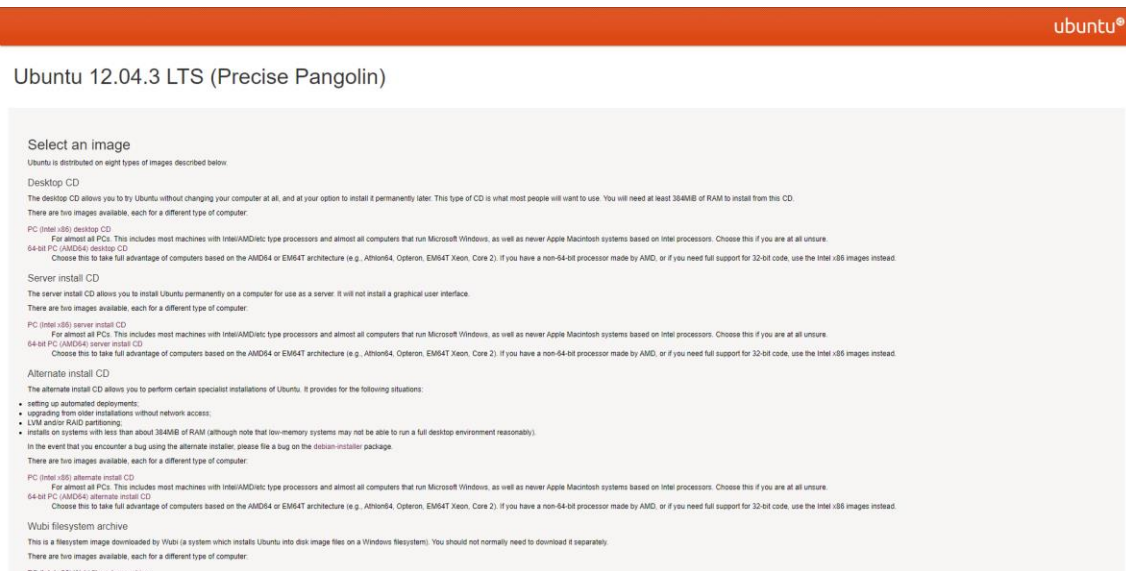 ubuntu®
Ubuntu 12.04.3 LTS (Precise Pangolin)
Select an image
Ubuntu is distributed on eight types of images described below.
Desktop CD
The desktop CD allows you to try Ubuntu without changing your computer at all, and at your option to install it permanently later. This type of CD is what most people will want to use. You will need at least 384MiB of RAM to install from this CD.
There are two images available, each for a different type of computer:
PC (Intel x86) desktop CD
For almost all PCs. This includes most machines with Intel/AMD/etc type processors and almost all computers that run Microsoft Windows, as well as newer Apple Macintosh systems based on Intel processors. Choose this if you are at all unsure.
64-bit PC (AMD64) desktop CD
Choose this to take full advantage of computers based on the AMD64 or EM64T architecture (e.g., Athlon64, Opteron, EM64T Xeon, Core 2). If you have a non-64-bit processor made by AMD, or if you need full support for 32-bit code, use the Intel x86 images instead.
Server install CD
The server install CD allows you to install Ubuntu permanently on a computer for use as a server. It will not install a graphical user interface.
There are two images available, each for a different type of computer:
PC (Intel x86) server install CD
For almost all PCs. This includes most machines with Intel/AMD/etc type processors and almost all computers that run Microsoft Windows, as well as newer Apple Macintosh systems based on Intel processors. Choose this if you are at all unsure.
64-bit PC (AMD64) server install CD
Choose this to take full advantage of computers based on the AMD64 or EM64T architecture (e.g., Athlon64, Opteron, EM64T Xeon, Core 2). If you have a non-64-bit processor made by AMD, or if you need full support for 32-bit code, use the Intel x86 images instead.
Alternate install CD
The alternate install CD allows you to perform certain specialist installations of Ubuntu. It provides for the following situations:
• setting up automated deployments;
• upgrading from older installations without network access;
• LVM and/or RAID partitioning;
• installs on systems with less than about 384MiB of RAM (although note that low-memory systems may not be able to run a full desktop environment reasonably).
In the event that you encounter a bug using the alternate installer, please file a bug on the debian-installer package.
There are two images available, each for a different type of computer:
PC (Intel x86) alternate install CD
For almost all PCs. This includes most machines with Intel/AMD/etc type processors and almost all computers that run Microsoft Windows, as well as newer Apple Macintosh systems based on Intel processors. Choose this if you are at all unsure.
64-bit PC (AMD64) alternate install CD
Choose this to take full advantage of computers based on the AMD64 or EM64T architecture (e.g., Athlon64, Opteron, EM64T Xeon, Core 2). If you have a non-64-bit processor made by AMD, or if you need full support for 32-bit code, use the Intel x86 images instead.
Wubi filesystem archive
This is a filesystem image downloaded by Wubi (a system which installs Ubuntu into disk image files on a Windows filesystem). You should not normally need to download it separately.
There are two images available, each for a different type of computer: